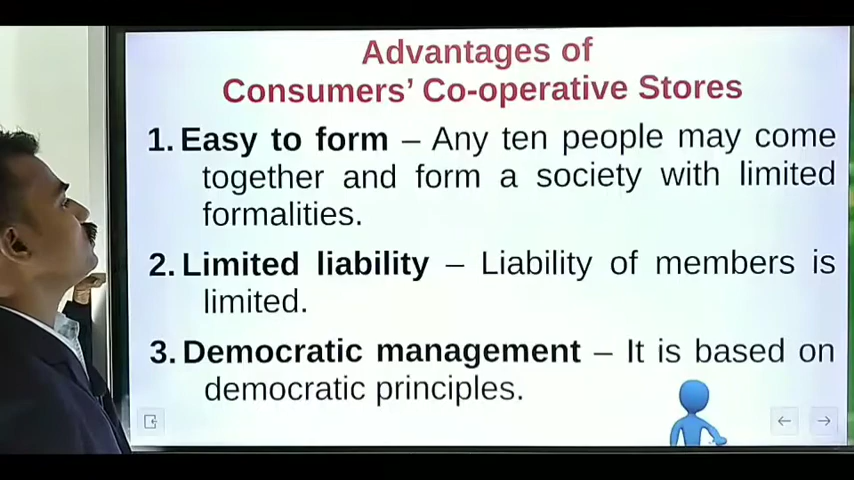 Advantages of
Consumers’ Co-operative Stores
1. Easy to form – Any ten people may come
together and form a society with limited
formalities.
2. Limited liability – Liability of members is
limited.
3. Democratic management – It is based on
democratic principles.